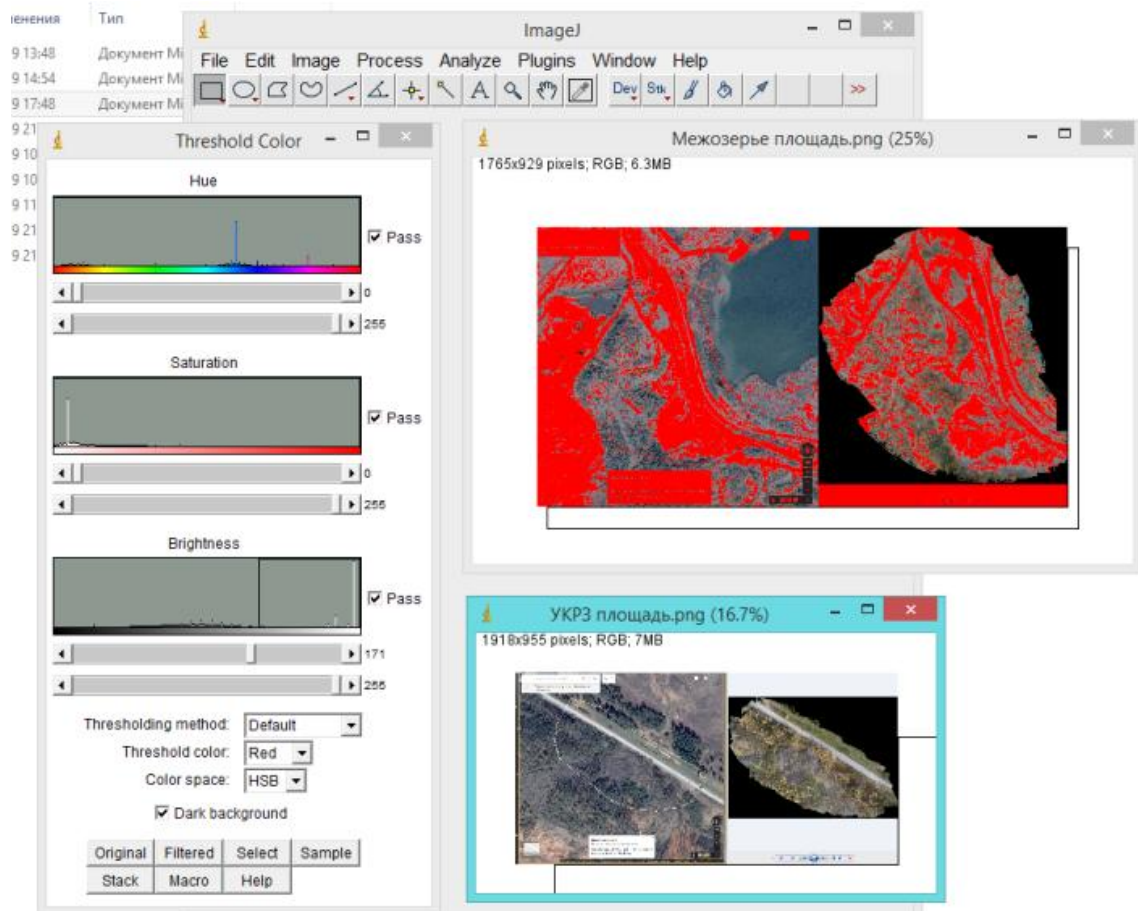 менения Тип
ImageJ
9 13:48 Документ Mi
File Edit Image Process Analyze Plugins Window Help
9 14:54 Документ Mi
Dev Stk >>
9 17:48 Документ Mi
9 21
9 10
9 10
9 11
9 21
9 21
9 21
Threshold Color
Hue
Pass
0
255
Saturation
Pass
0
255
Brightness
Pass
171
255
Thresholding method: Default
Threshold color: Red
Color space: HSB
Dark background
Original Filtered Select Sample
Stack Macro Help
Межозерье площадь.png (25%)
1765x929 pixels; RGB; 6.3MB
УКРЗ площадь.png (16.7%)
1918x955 pixels; RGB; 7MB